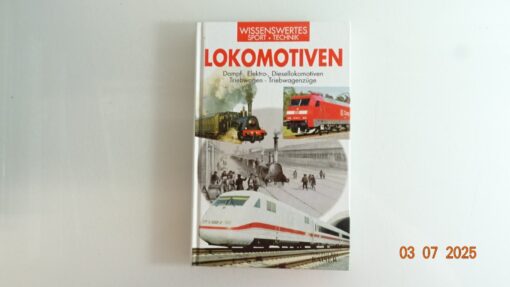 WISSENSWERTES
SPORT • TECHNIK
LOKOMOTIVEN
Dampf-, Elektro-, Diesellokomotiven
Triebwagen - Triebwagenzüge
03 07 2025